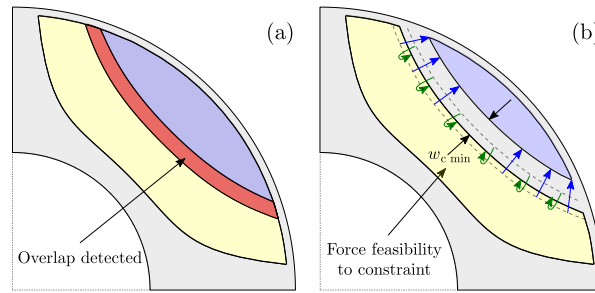 (a)
Overlap detected
(b)
w_c min
Force feasibility
to constraint